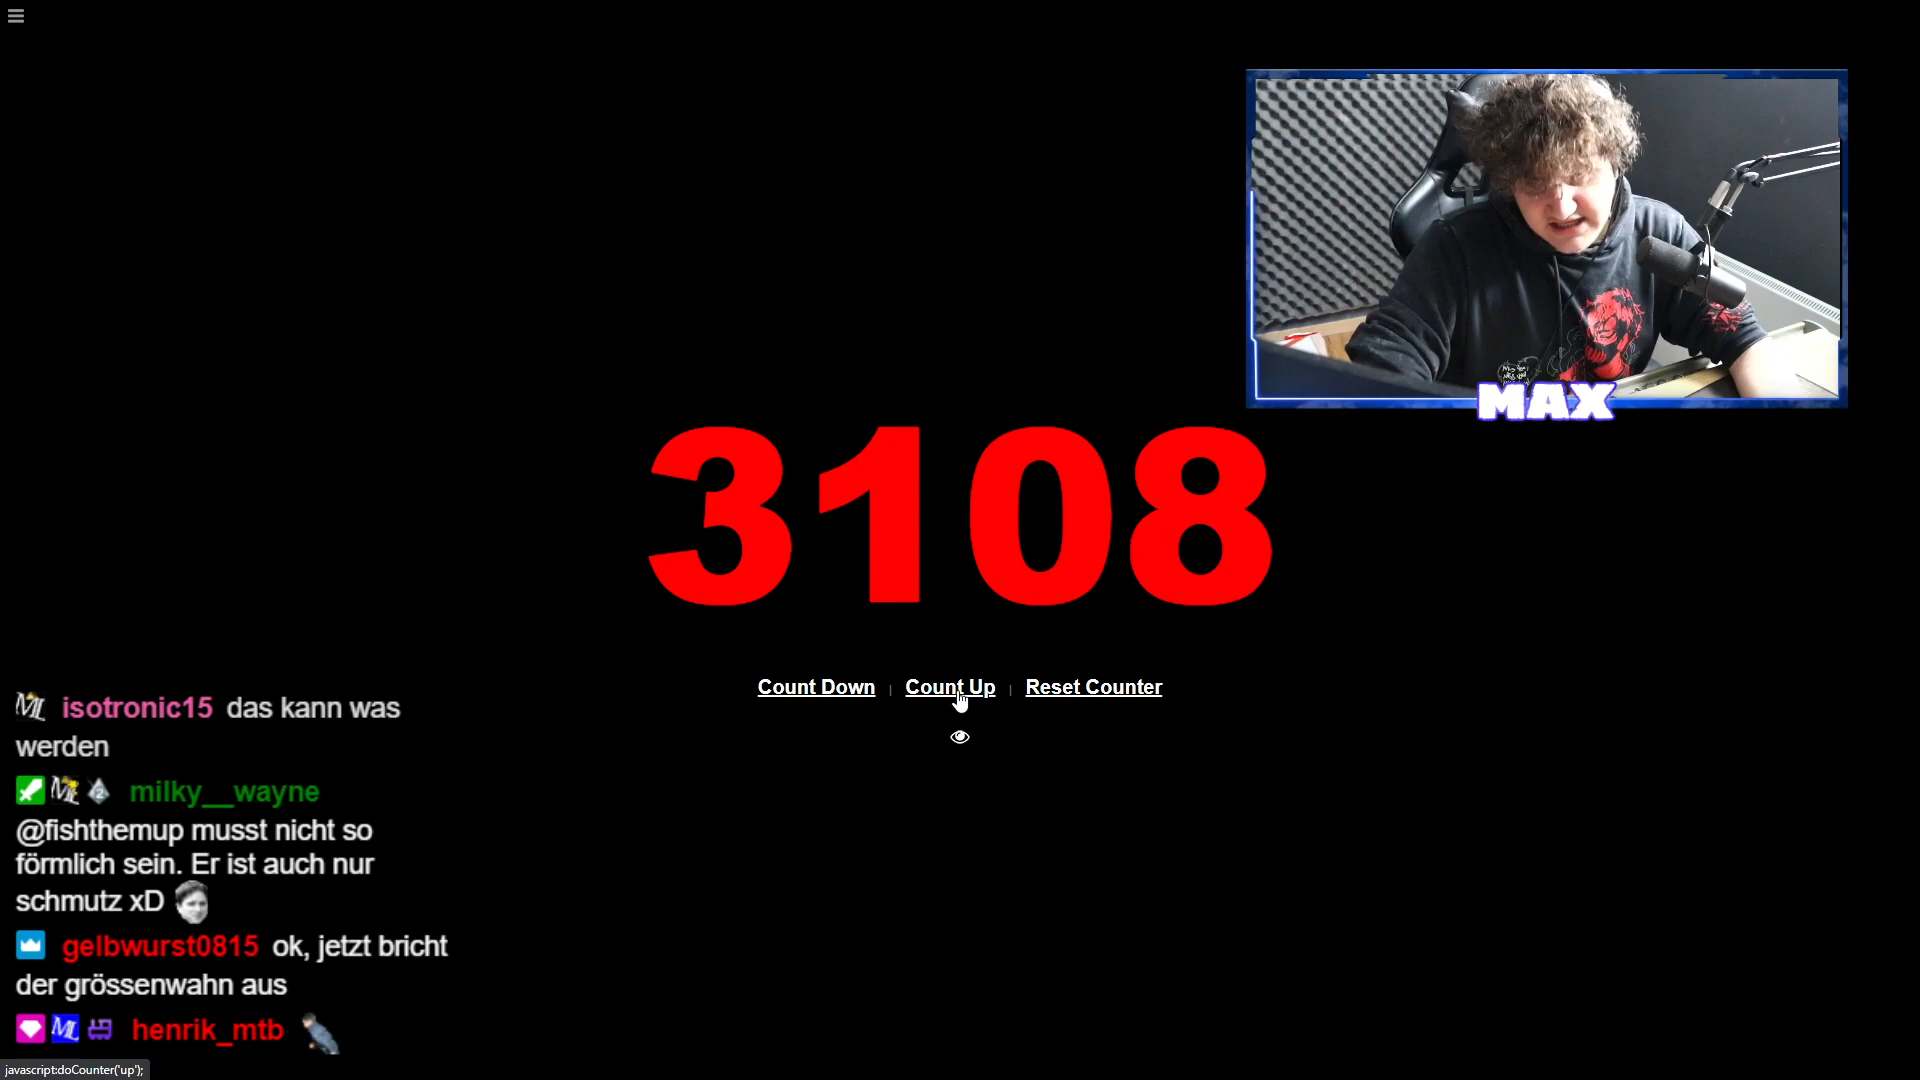 MAX
3108
Count Down | Count Up | Reset Counter
isotronic15 das kann was
werden
milky__wayne
@fishthemup musst nicht so
förmlich sein. Er ist auch nur
schmutz xD
gelbwurst0815 ok, jetzt bricht
der grössenwahn aus
henrik_mtb
javascript:doCounter('up');